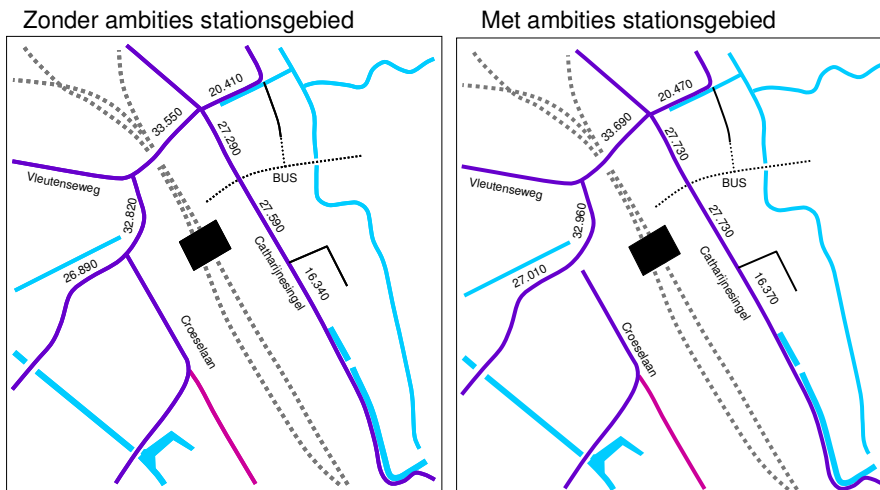 Zonder ambities stationsgebied
20.410
33.550
27.290
BUS
Vleutenseweg
32.820
27.590
26.890
Catharijnesingel
16.340
Croeselaan
Met ambities stationsgebied
20.470
33.690
27.730
BUS
Vleutenseweg
32.960
27.730
27.010
Catharijnesingel
16.370
Croeselaan